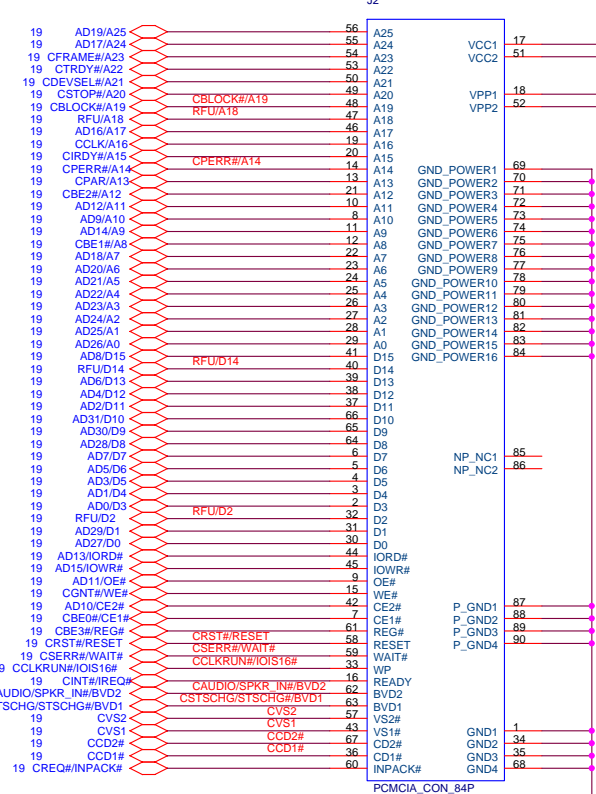 J2
19 AD19/A25 56 A25
19 AD17/A24 55 A24 VCC1 17
19 CFRAME#/A23 54 A23 VCC2 51
19 CTRDY#/A22 53 A22
19 CDEVSEL#/A21 50 A21
19 CSTOP#/A20 49 A20 VPP1 18
19 CBLOCK#/A19 CBLOCK#/A19 48 A19 VPP2 52
19 RFU/A18 RFU/A18 47 A18
19 AD16/A17 46 A17
19 CCLK/A16 19 A16
19 CIRDY#/A15 20 A15
19 CPERR#/A14 CPERR#/A14 14 A14 GND_POWER1 69
19 CPAR/A13 13 A13 GND_POWER2 70
19 CBE2#/A12 21 A12 GND_POWER3 71
19 AD12/A11 10 A11 GND_POWER4 72
19 AD9/A10 8 A10 GND_POWER5 73
19 AD14/A9 11 A9 GND_POWER6 74
19 CBE1#/A8 12 A8 GND_POWER7 75
19 AD18/A7 22 A7 GND_POWER8 76
19 AD20/A6 23 A6 GND_POWER9 77
19 AD21/A5 24 A5 GND_POWER10 78
19 AD22/A4 25 A4 GND_POWER11 79
19 AD23/A3 26 A3 GND_POWER12 80
19 AD24/A2 27 A2 GND_POWER13 81
19 AD25/A1 28 A1 GND_POWER14 82
19 AD26/A0 29 A0 GND_POWER15 83
19 AD8/D15 41 D15 GND_POWER16 84
19 RFU/D14 RFU/D14 40 D14
19 AD6/D13 39 D13
19 AD4/D12 38 D12
19 AD2/D11 37 D11
19 AD31/D10 66 D10
19 AD30/D9 65 D9
19 AD28/D8 64 D8
19 AD7/D7 6 D7 NP_NC1 85
19 AD5/D6 5 D6 NP_NC2 86
19 AD3/D5 4 D5
19 AD1/D4 3 D4
19 AD0/D3 2 D3
19 RFU/D2 RFU/D2 32 D2
19 AD29/D1 31 D1
19 AD27/D0 30 D0
19 AD13/IORD# 44 IORD#
19 AD15/IOWR# 45 IOWR#
19 AD11/OE# 9 OE#
19 CGNT#/WE# 15 WE#
19 AD10/CE2# 42 CE2# P_GND1 87
19 CBE0#/CE1# 7 CE1# P_GND2 88
19 CBE3#/REG# 61 REG# P_GND3 89
19 CRST#/RESET CRST#/RESET 58 RESET P_GND4 90
19 CSERR#/WAIT# CSERR#/WAIT# 59 WAIT#
9 CCLKRUN#/IOIS16# CCLKRUN#/IOIS16# 33 WP
19 CINT#/IREQ# 16 READY
AUDIO/SPKR_IN#/BVD2 CAUDIO/SPKR_IN#/BVD2 62 BVD2
TSCHG/STSCHG#/BVD1 CSTSCHG/STSCHG#/BVD1 63 BVD1
19 CVS2 CVS2 57 VS2#
19 CVS1 CVS1 43 VS1# GND1 1
19 CCD2# CCD2# 67 CD2# GND2 34
19 CCD1# CCD1# 36 CD1# GND3 35
19 CREQ#/INPACK# 60 INPACK# GND4 68
PCMCIA_CON_84P